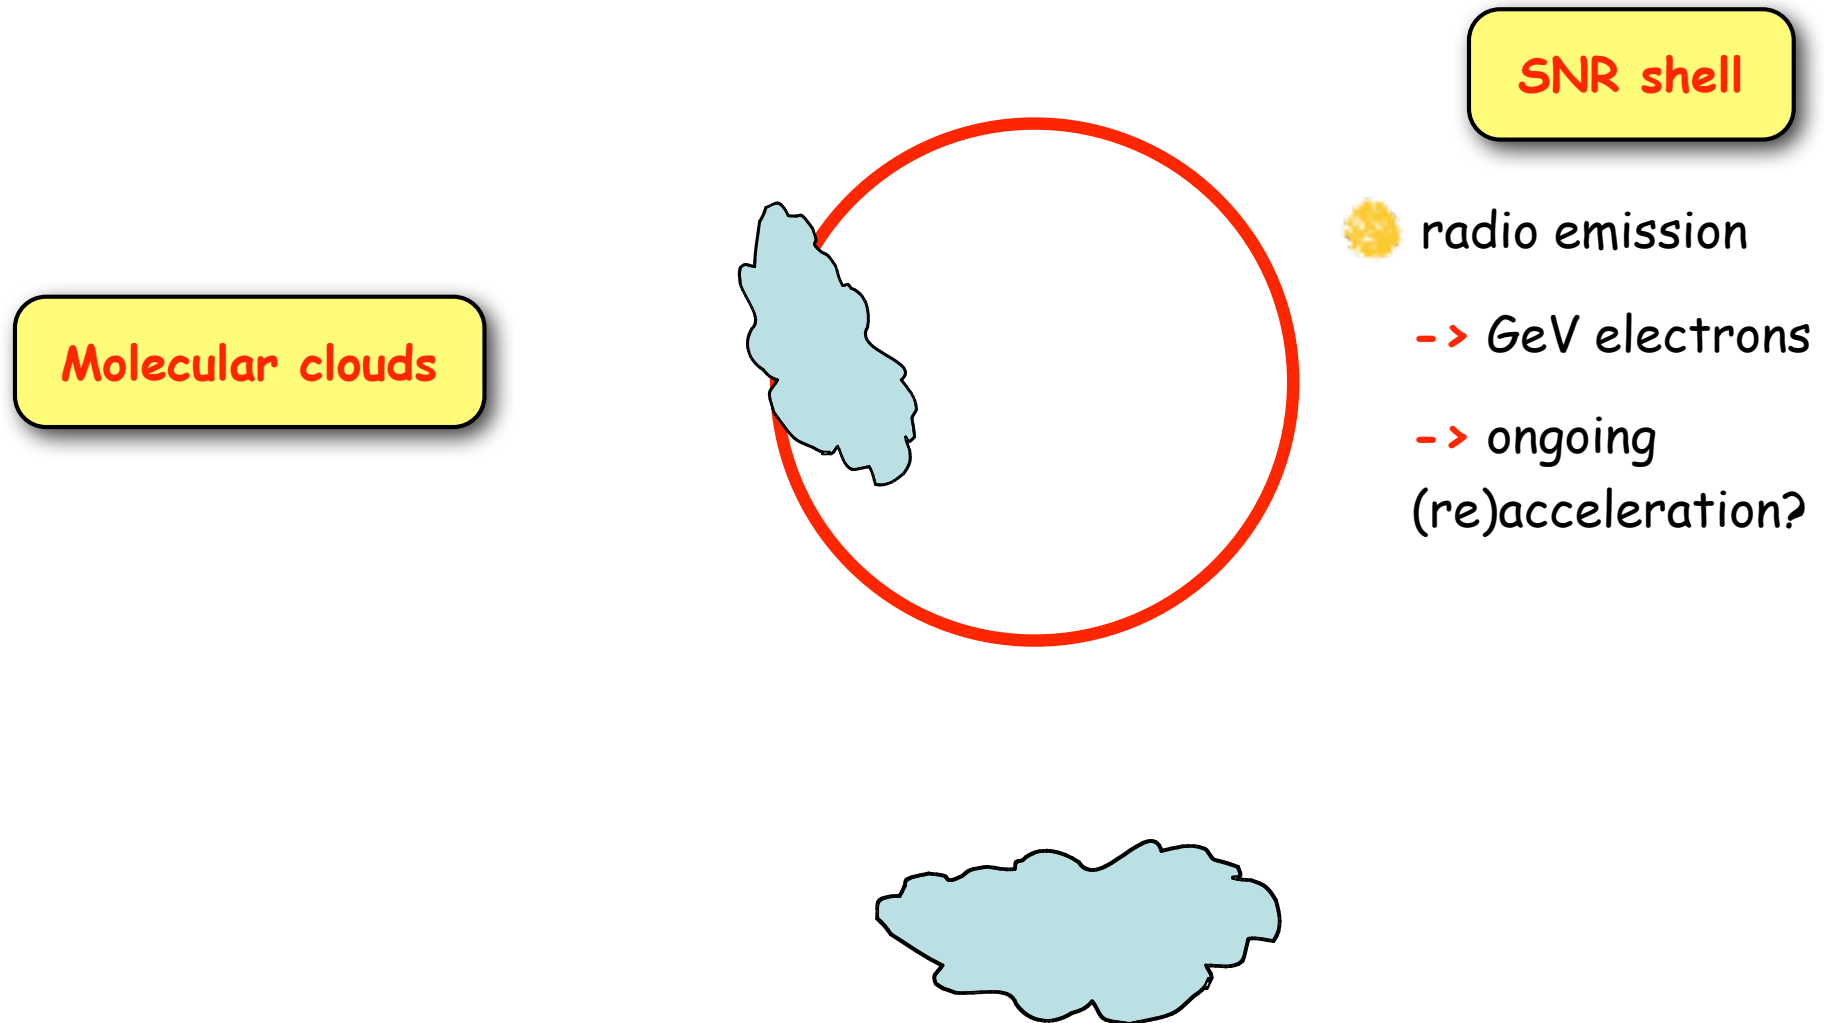 SNR shell
radio emission
-> GeV electrons
-> ongoing
(re)acceleration?
Molecular clouds